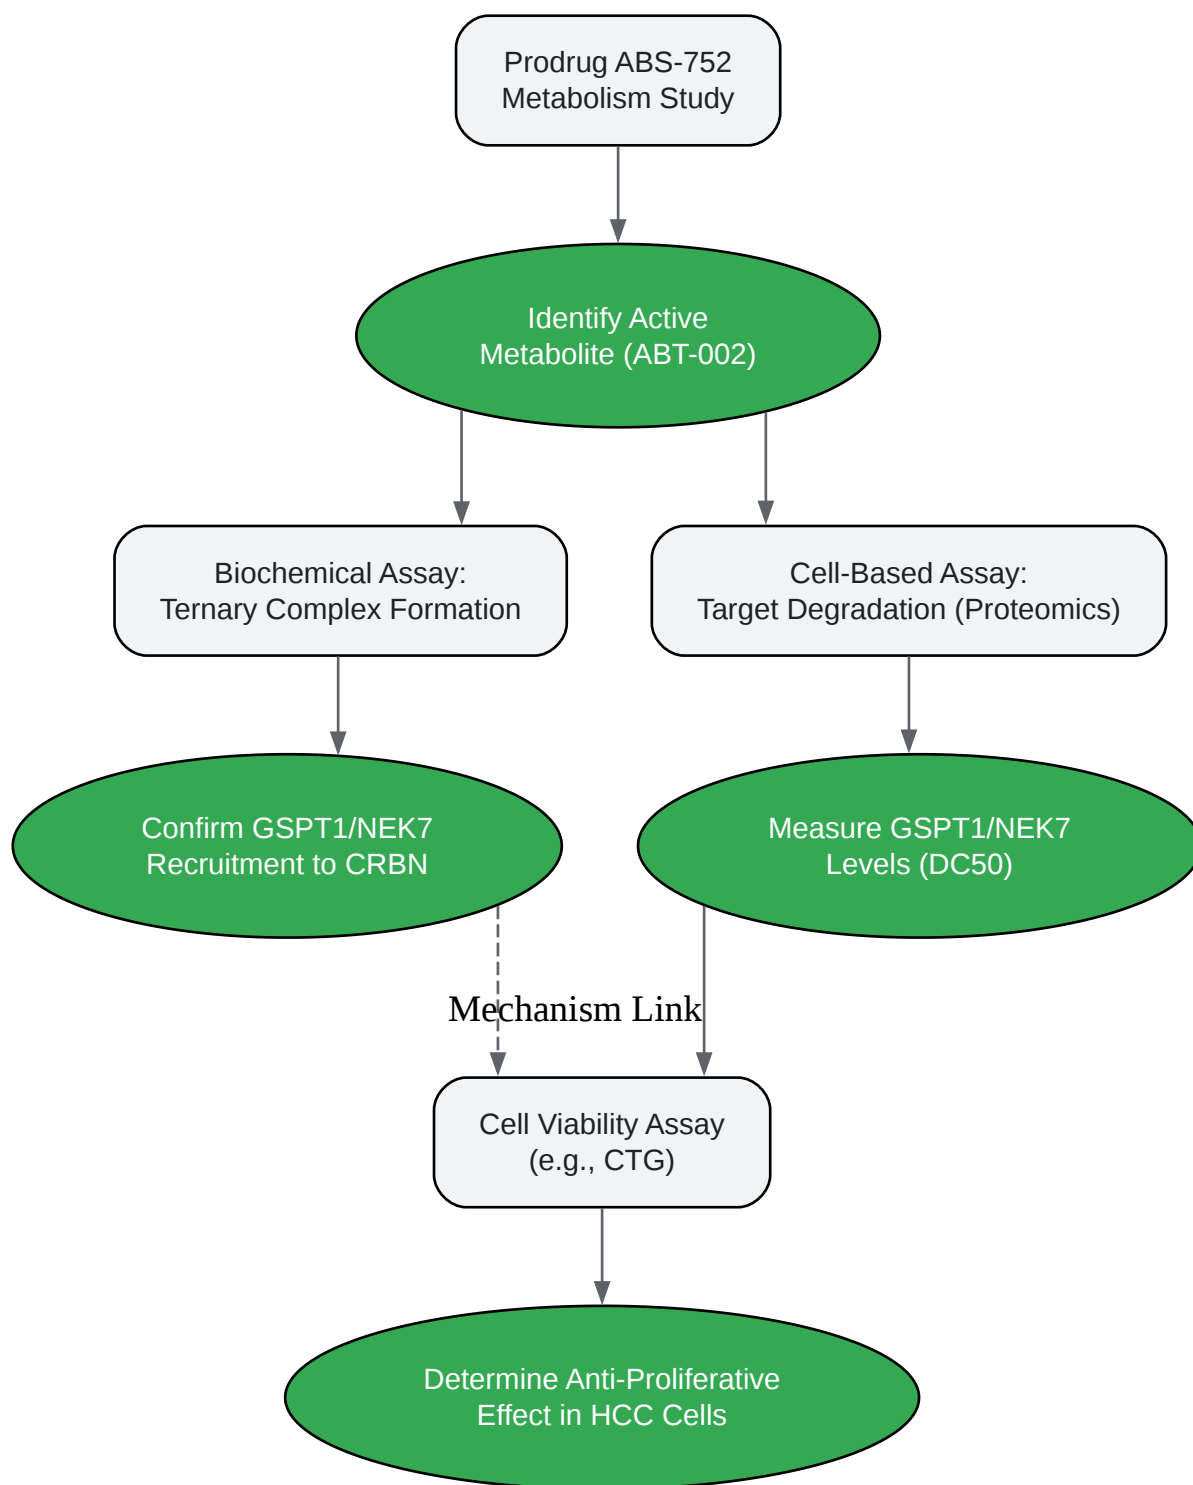 Prodrug ABS-752
Metabolism Study
Identify Active
Metabolite (ABT-002)
Biochemical Assay:
Ternary Complex Formation
Cell-Based Assay:
Target Degradation (Proteomics)
Confirm GSPT1/NEK7
Recruitment to CRBN
Measure GSPT1/NEK7
Levels (DC50)
Mechanism Link
Cell Viability Assay
(e.g., CTG)
Determine Anti-Proliferative
Effect in HCC Cells